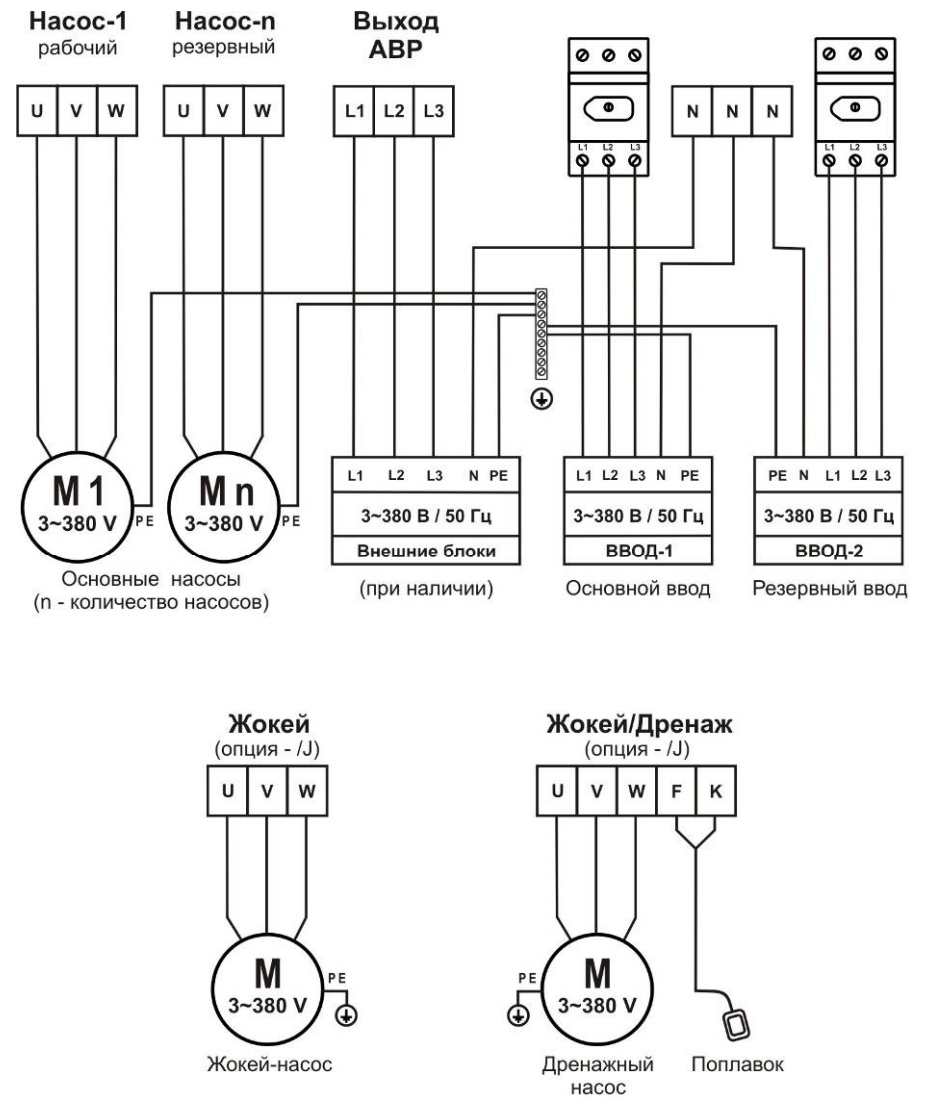 Насос-1 Насос-n Выход
рабочий резервный АВР
U V W U V W L1 L2 L3 N N N
L1 L2 L3 L1 L2 L3
L1 L2 L3 N PE L1 L2 L3 N PE PE N L1 L2 L3
M 1 M n
3~380 V PE 3~380 V PE 3~380 В / 50 Гц 3~380 В / 50 Гц 3~380 В / 50 Гц
Внешние блоки ВВОД-1 ВВОД-2
Основные насосы (при наличии) Основной ввод Резервный ввод
(n - количество насосов)
Жокей Жокей/Дренаж
(опция - /J) (опция - /J)
U V W U V W F K
M PE PE M
3~380 V 3~380 V
Жокей-насос Дренажный Поплавок
насос